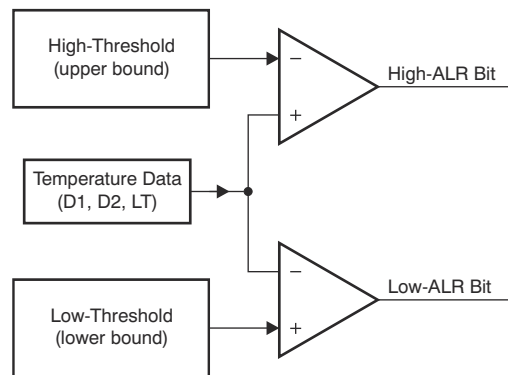 High-Threshold
(upper bound)
−
+
High-ALR Bit
Temperature Data
(D1, D2, LT)
−
+
Low-ALR Bit
Low-Threshold
(lower bound)